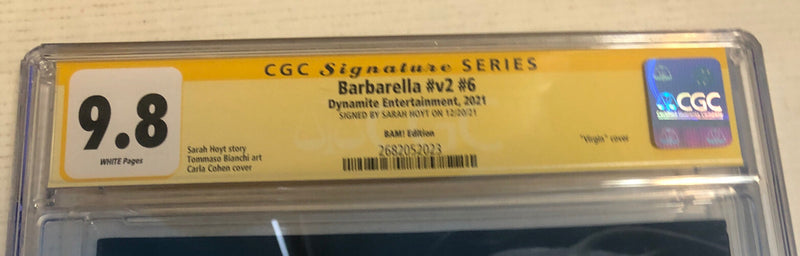 CGC Signature SERIES
9.8
WHITE Pages
Barbarella #v2 #6
Dynamite Entertainment, 2021
SIGNED BY SARAH HOYT ON 12/20/21
BAM! Edition
Sarah Hoyt story
Tommaso Bianchi art
Carla Cohen cover
2682052023
"Virgin" cover
CGC